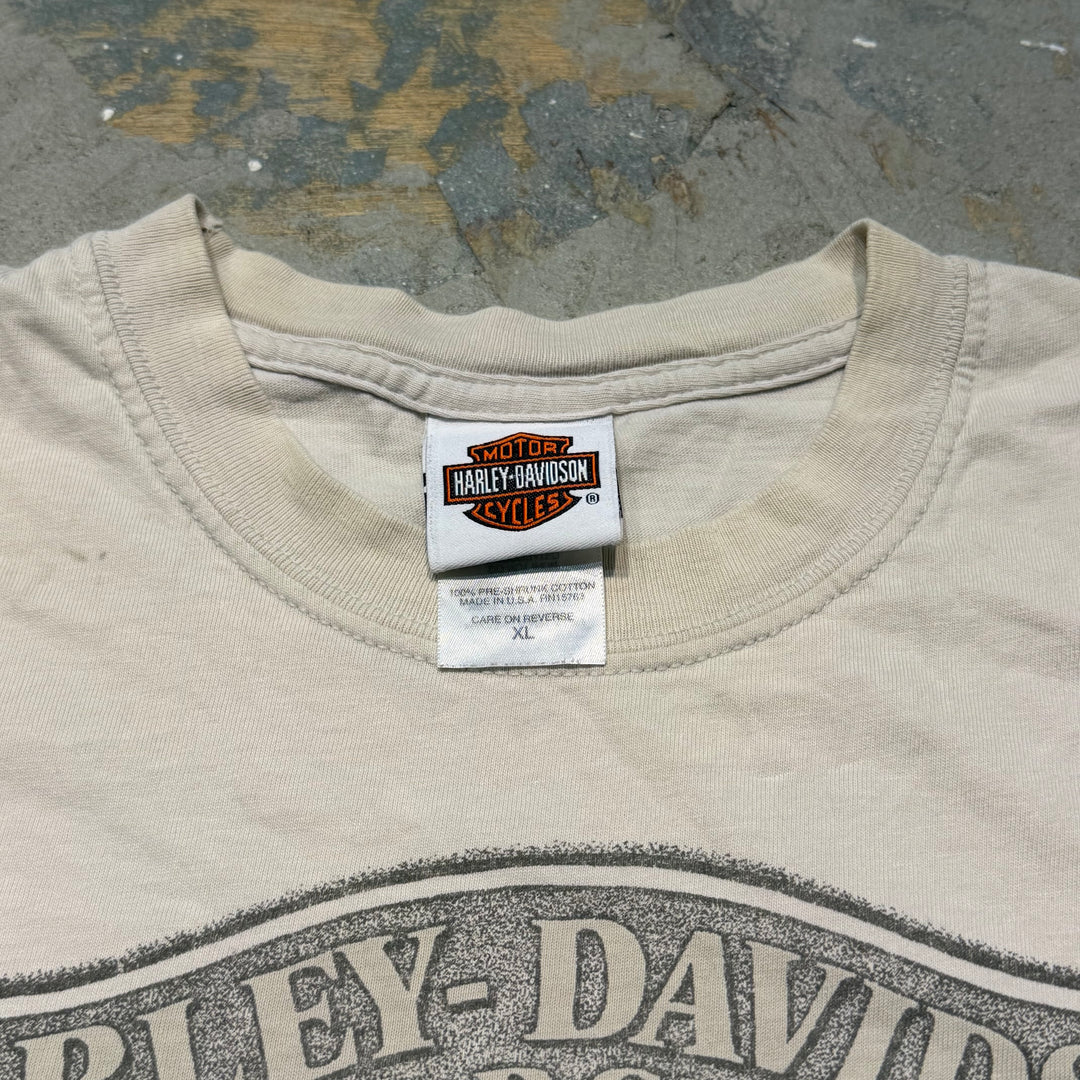 MOTOR
HARLEY-DAVIDSON
CYCLES
®
100% PRE-SHRUNK COTTON
MADE IN U.S.A. RN15763
CARE ON REVERSE
XL
RLEY-DAVIDS